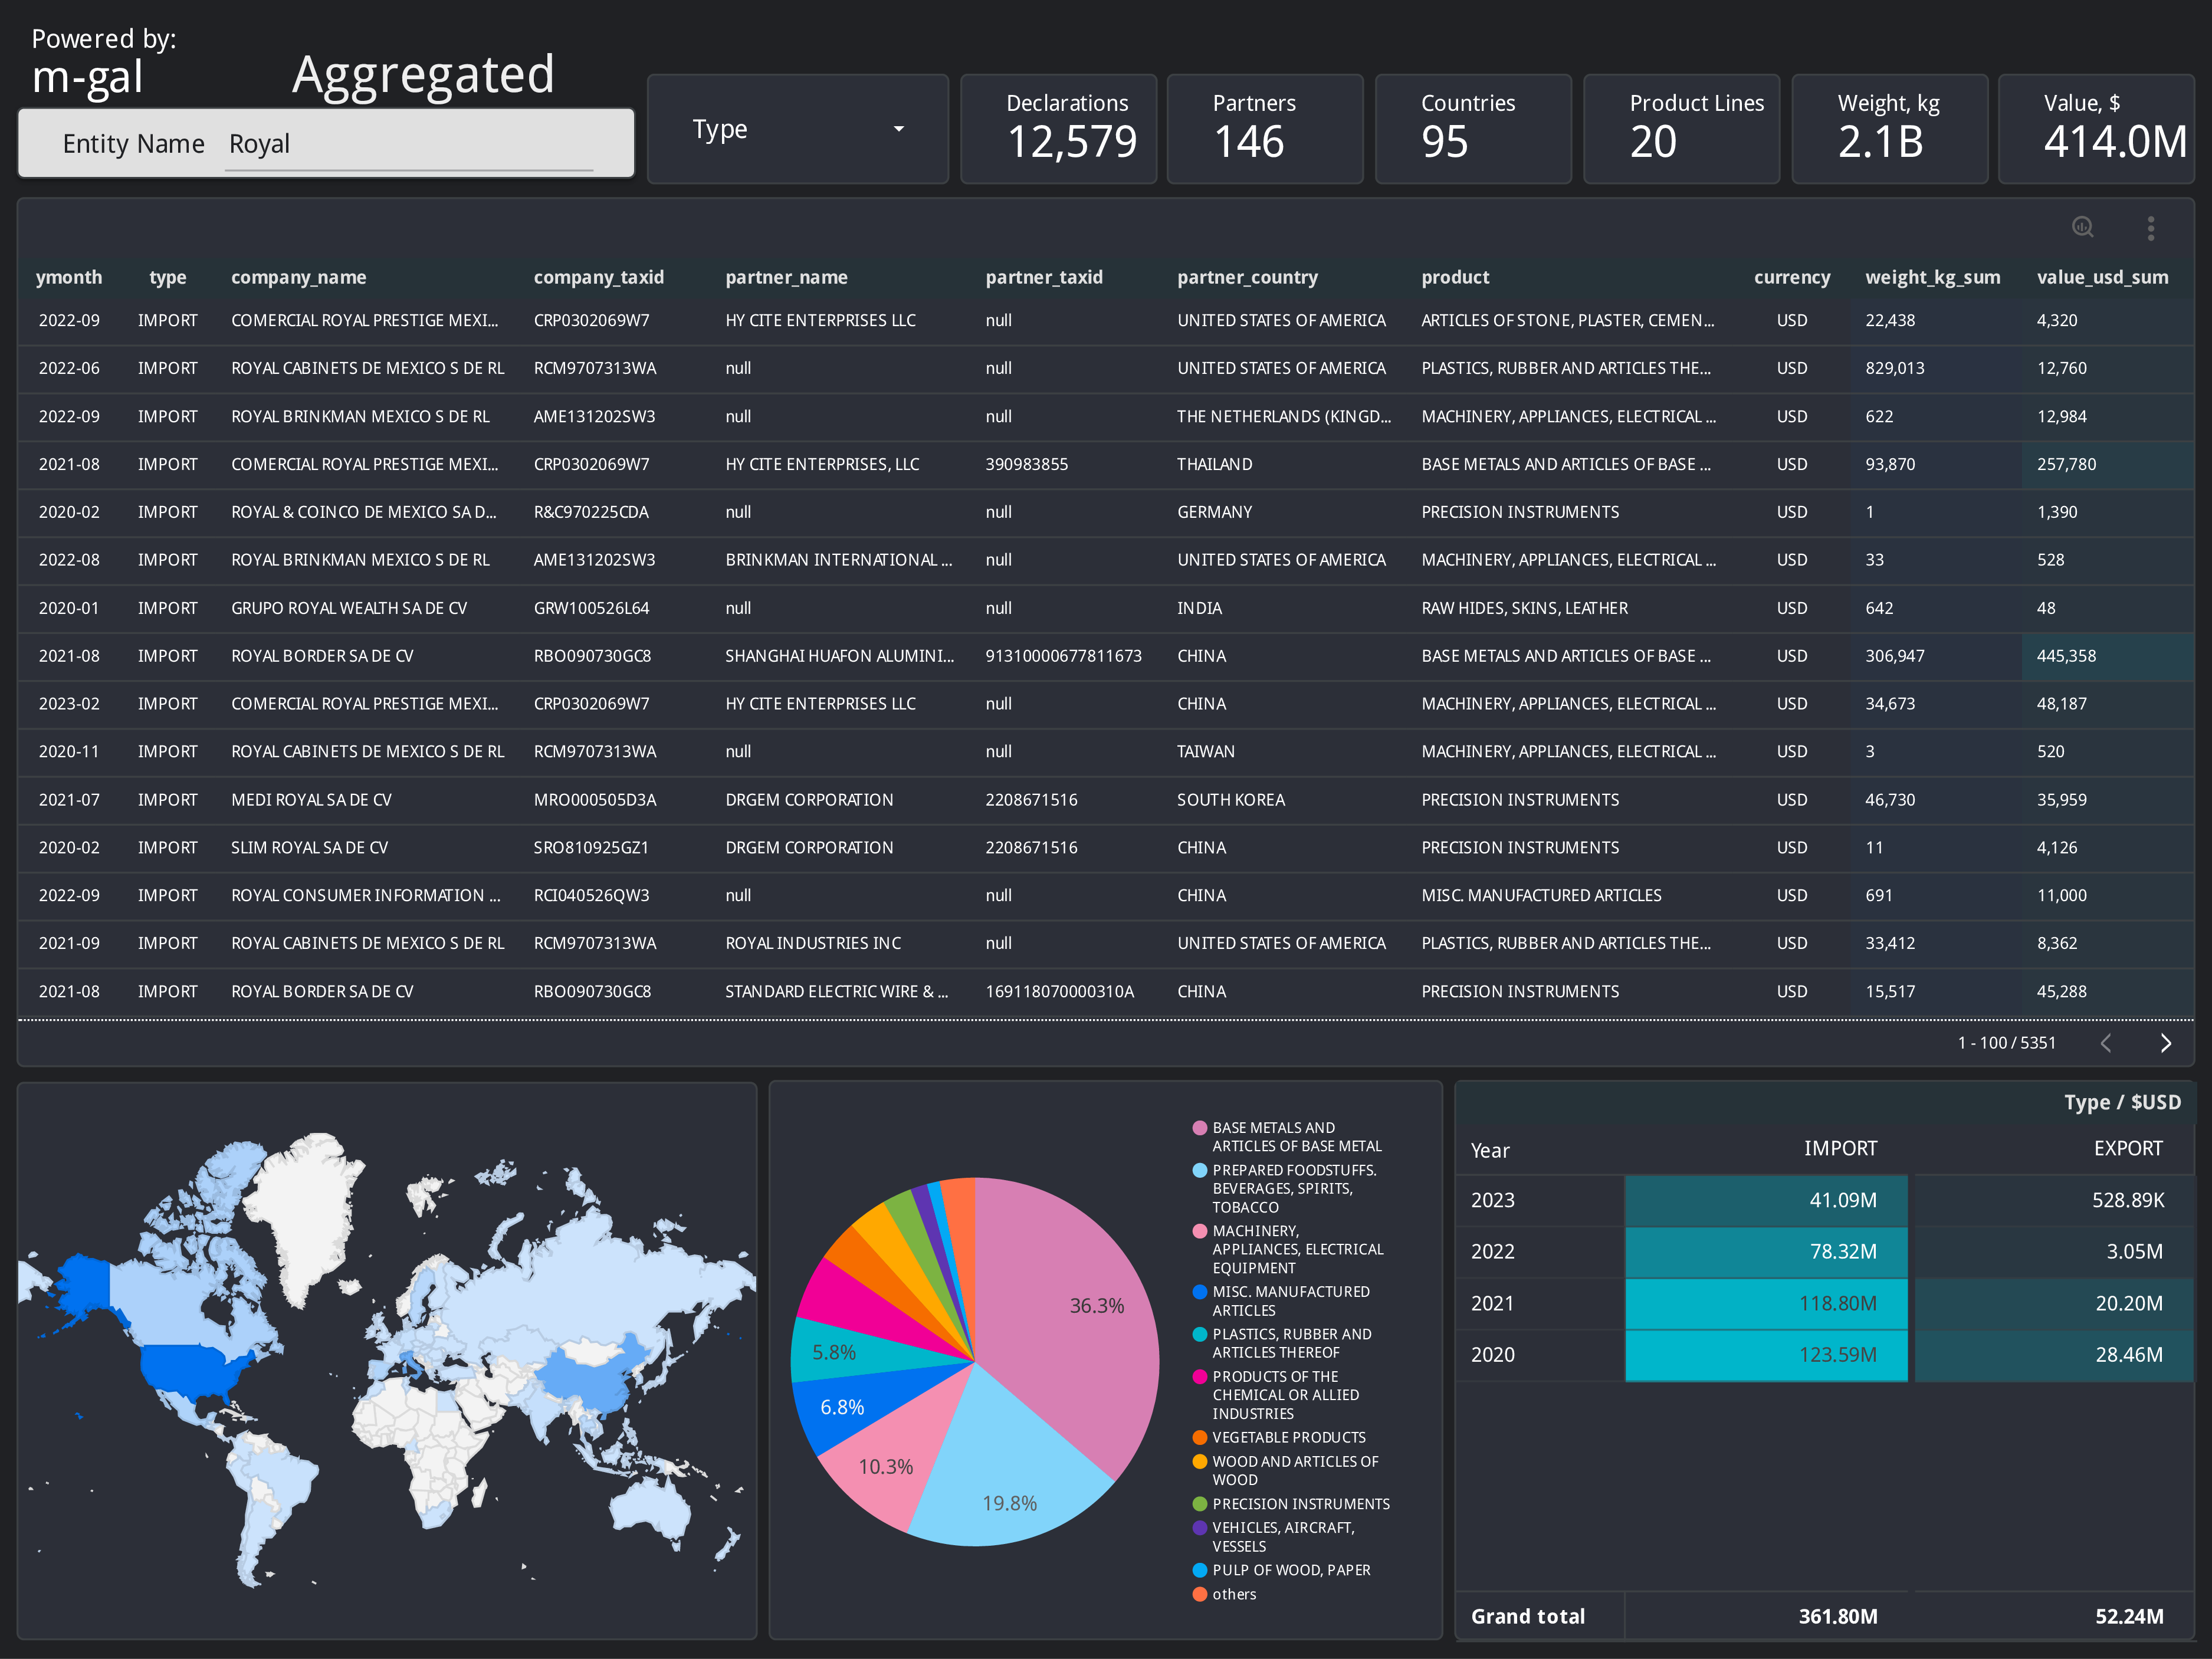 Powered by:
m-gal
Aggregated
Entity Name Royal
Type
Declarations
12,579
Partners
146
Countries
95
Product Lines
20
Weight, kg
2.1B
Value, $
414.0M
ymonth type company_name company_taxid partner_name partner_taxid partner_country product currency weight_kg_sum value_usd_sum
2022-09 IMPORT COMERCIAL ROYAL PRESTIGE MEXI... CRP0302069W7 HY CITE ENTERPRISES LLC null UNITED STATES OF AMERICA ARTICLES OF STONE, PLASTER, CEMEN... USD 22,438 4,320
2022-06 IMPORT ROYAL CABINETS DE MEXICO S DE RL RCM9707313WA null null UNITED STATES OF AMERICA PLASTICS, RUBBER AND ARTICLES THE... USD 829,013 12,760
2022-09 IMPORT ROYAL BRINKMAN MEXICO S DE RL AME131202SW3 null null THE NETHERLANDS (KINGD... MACHINERY, APPLIANCES, ELECTRICAL ... USD 622 12,984
2021-08 IMPORT COMERCIAL ROYAL PRESTIGE MEXI... CRP0302069W7 HY CITE ENTERPRISES, LLC 390983855 THAILAND BASE METALS AND ARTICLES OF BASE ... USD 93,870 257,780
2020-02 IMPORT ROYAL & COINCO DE MEXICO SA D... R&C970225CDA null null GERMANY PRECISION INSTRUMENTS USD 1 1,390
2022-08 IMPORT ROYAL BRINKMAN MEXICO S DE RL AME131202SW3 BRINKMAN INTERNATIONAL ... null UNITED STATES OF AMERICA MACHINERY, APPLIANCES, ELECTRICAL ... USD 33 528
2020-01 IMPORT GRUPO ROYAL WEALTH SA DE CV GRW100526L64 null null INDIA RAW HIDES, SKINS, LEATHER USD 642 48
2021-08 IMPORT ROYAL BORDER SA DE CV RBO090730GC8 SHANGHAI HUAFON ALUMINI... 91310000677811673 CHINA BASE METALS AND ARTICLES OF BASE ... USD 306,947 445,358
2023-02 IMPORT COMERCIAL ROYAL PRESTIGE MEXI... CRP0302069W7 HY CITE ENTERPRISES LLC null CHINA MACHINERY, APPLIANCES, ELECTRICAL ... USD 34,673 48,187
2020-11 IMPORT ROYAL CABINETS DE MEXICO S DE RL RCM9707313WA null null TAIWAN MACHINERY, APPLIANCES, ELECTRICAL ... USD 3 520
2021-07 IMPORT MEDI ROYAL SA DE CV MRO000505D3A DRGEM CORPORATION 2208671516 SOUTH KOREA PRECISION INSTRUMENTS USD 46,730 35,959
2020-02 IMPORT SLIM ROYAL SA DE CV SRO810925GZ1 DRGEM CORPORATION 2208671516 CHINA PRECISION INSTRUMENTS USD 11 4,126
2022-09 IMPORT ROYAL CONSUMER INFORMATION ... RCI040526QW3 null null CHINA MISC. MANUFACTURED ARTICLES USD 691 11,000
2021-09 IMPORT ROYAL CABINETS DE MEXICO S DE RL RCM9707313WA ROYAL INDUSTRIES INC null UNITED STATES OF AMERICA PLASTICS, RUBBER AND ARTICLES THE... USD 33,412 8,362
2021-08 IMPORT ROYAL BORDER SA DE CV RBO090730GC8 STANDARD ELECTRIC WIRE & ... 169118070000310A CHINA PRECISION INSTRUMENTS USD 15,517 45,288
1 - 100 / 5351
36.3%
19.8%
10.3%
6.8%
5.8%
BASE METALS AND
ARTICLES OF BASE METAL
PREPARED FOODSTUFFS.
BEVERAGES, SPIRITS,
TOBACCO
MACHINERY,
APPLIANCES, ELECTRICAL
EQUIPMENT
MISC. MANUFACTURED
ARTICLES
PLASTICS, RUBBER AND
ARTICLES THEREOF
PRODUCTS OF THE
CHEMICAL OR ALLIED
INDUSTRIES
VEGETABLE PRODUCTS
WOOD AND ARTICLES OF
WOOD
PRECISION INSTRUMENTS
VEHICLES, AIRCRAFT,
VESSELS
PULP OF WOOD, PAPER
others
Type / $USD
Year IMPORT EXPORT
2023 41.09M 528.89K
2022 78.32M 3.05M
2021 118.80M 20.20M
2020 123.59M 28.46M
Grand total 361.80M 52.24M